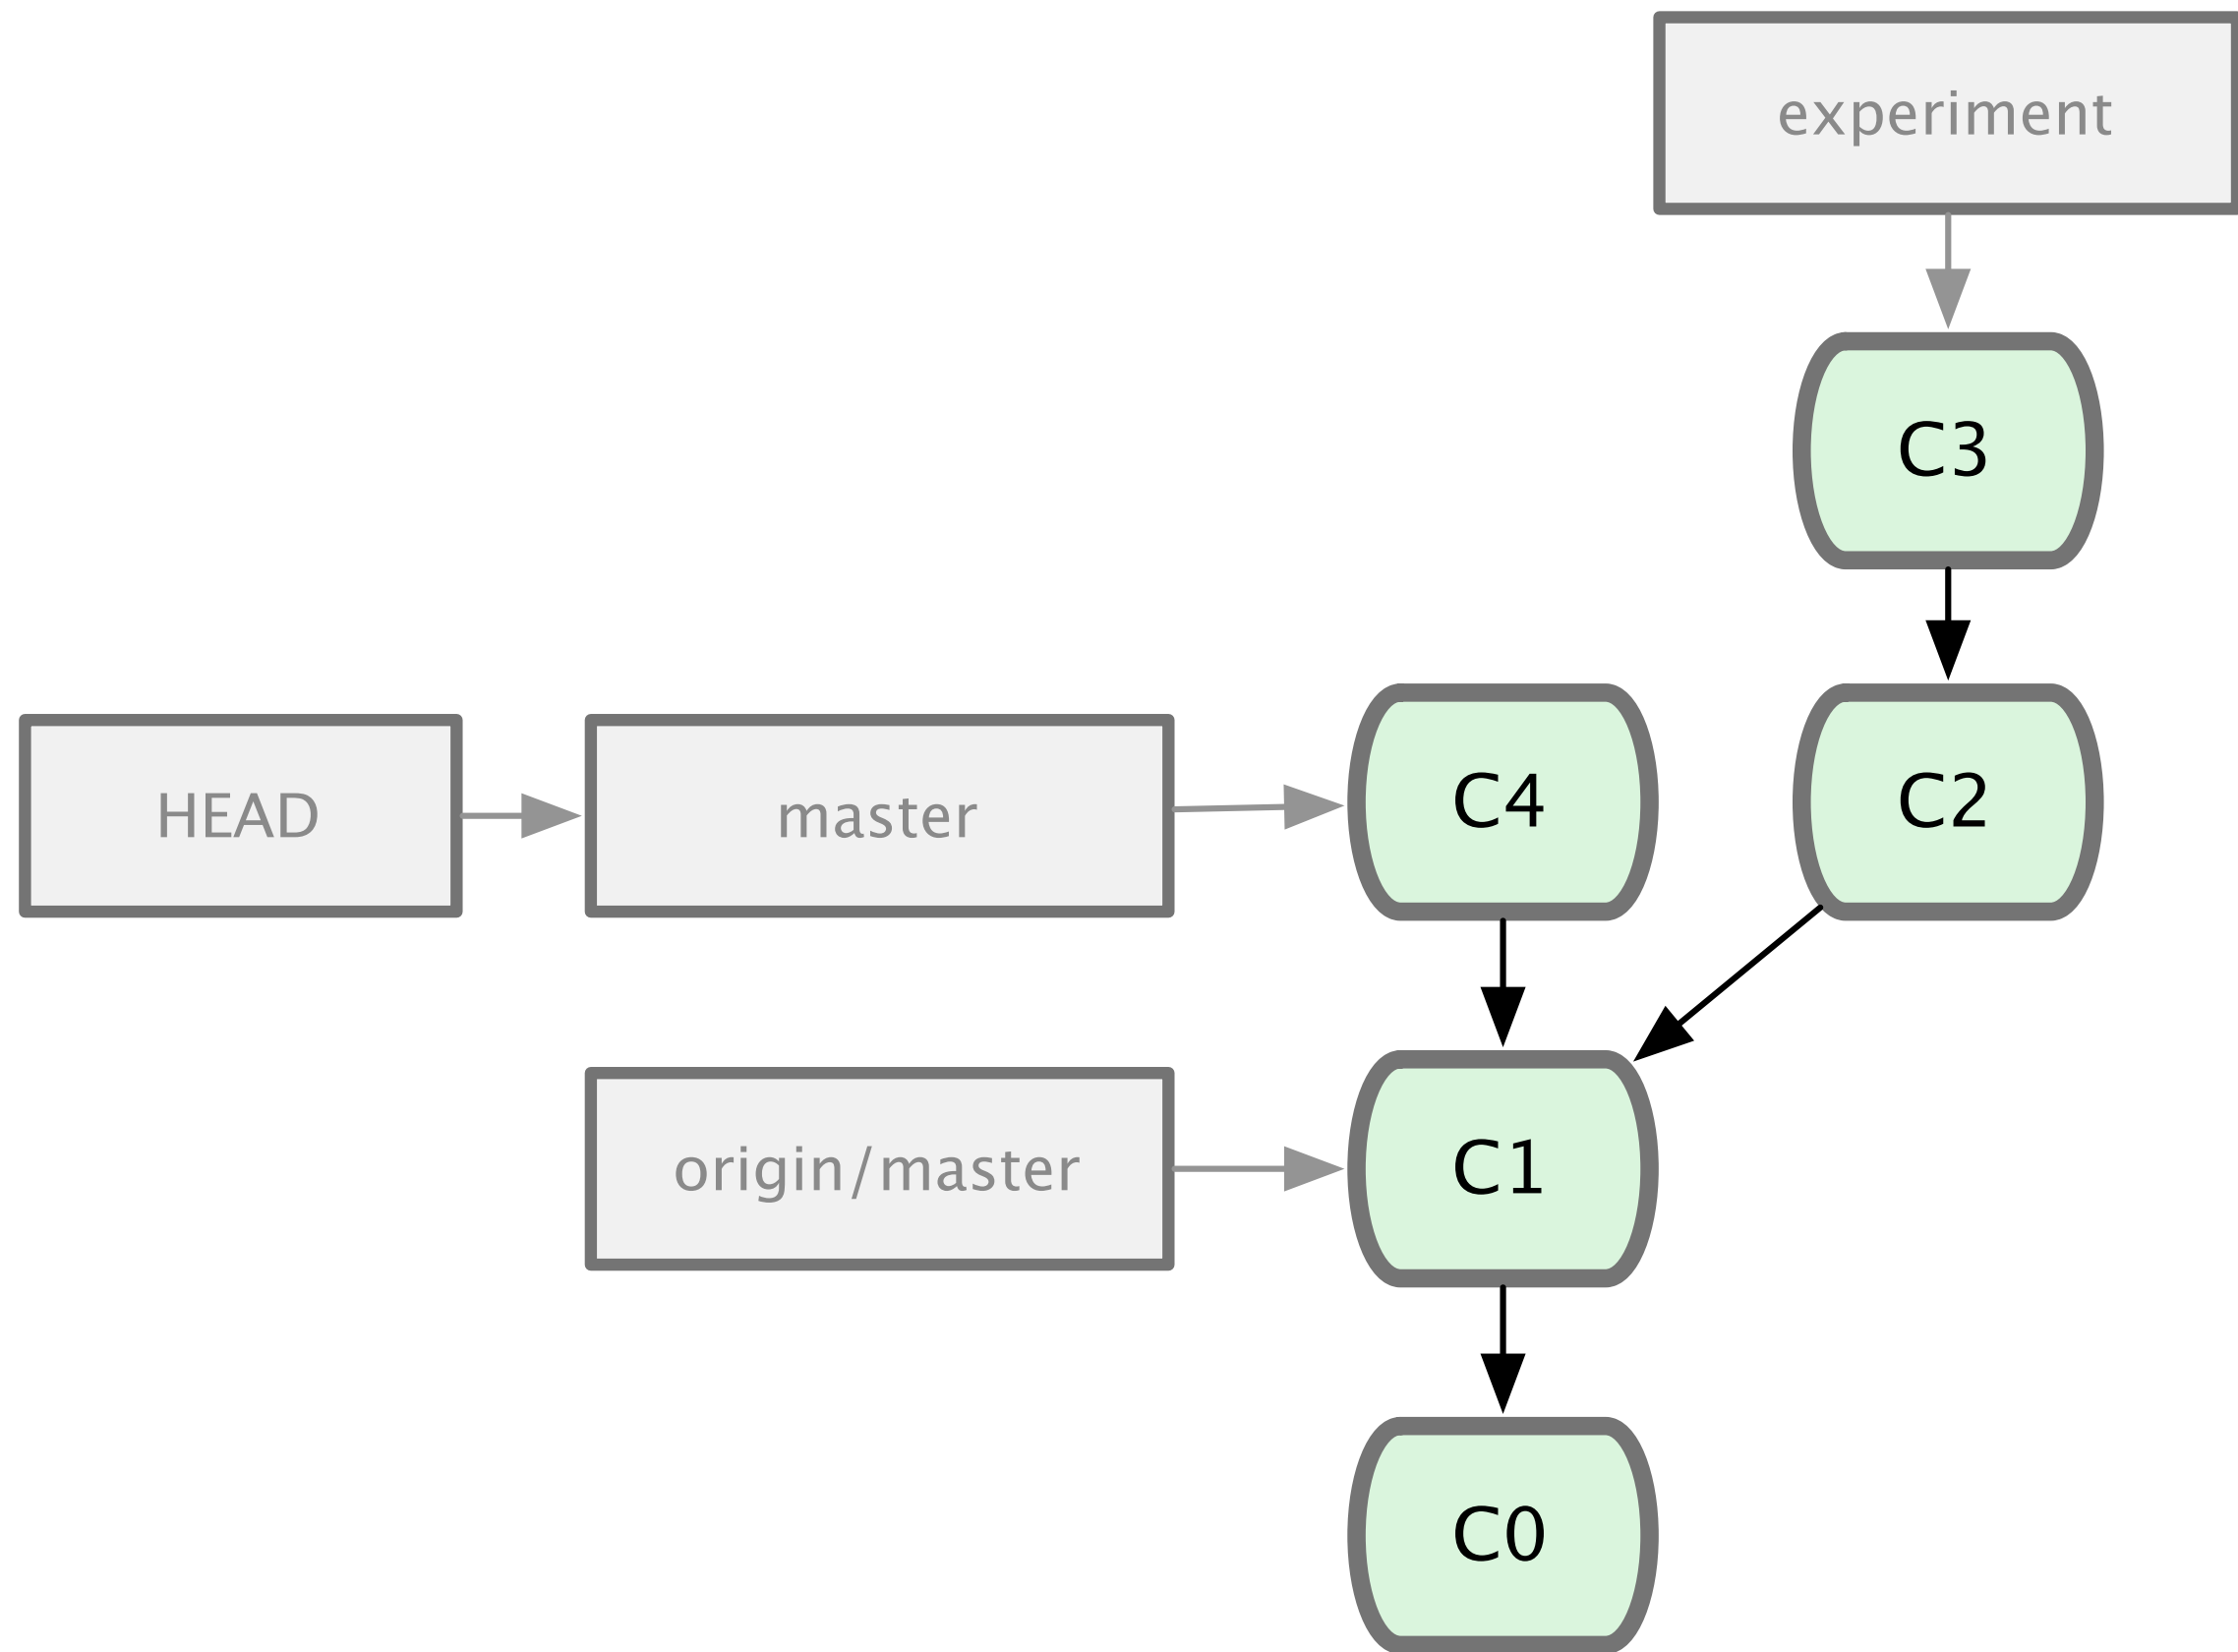 experiment
C3
HEAD
master
C4
C2
origin/master
C1
C0